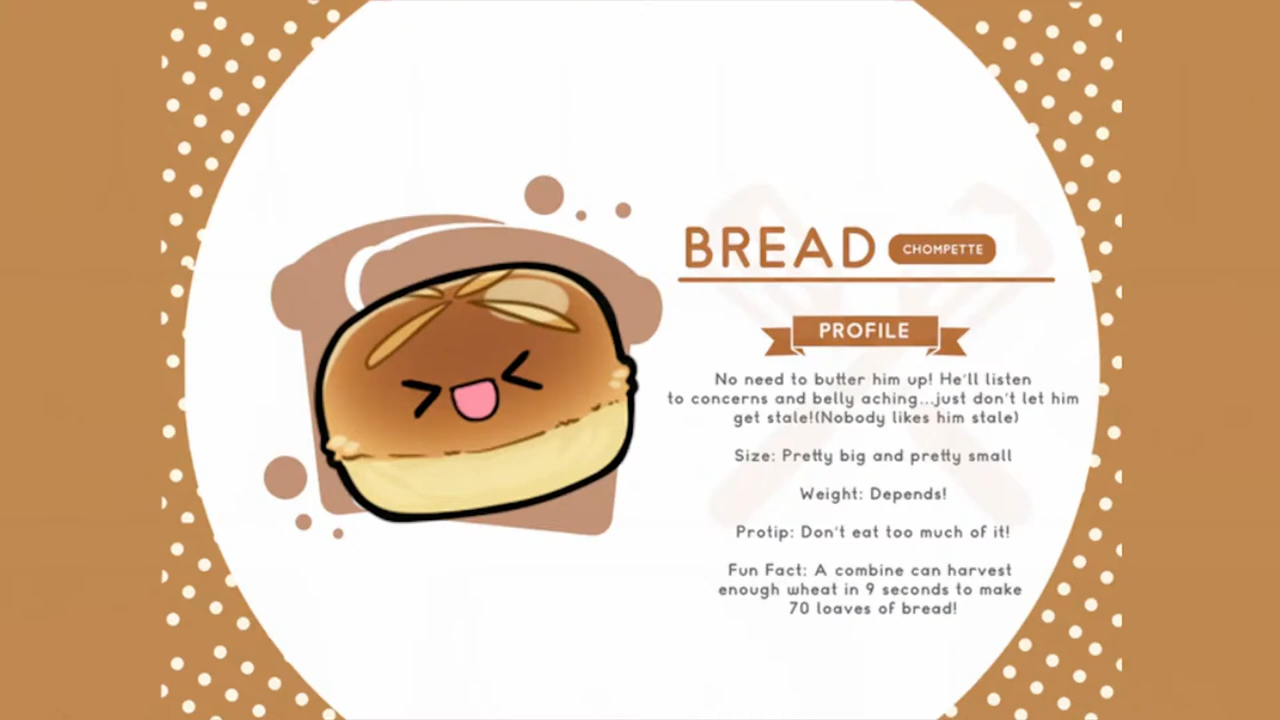 BREAD CHOMPETTE
PROFILE
No need to butter him up! He'll listen
to concerns and belly aching...just don't let him
get stale!(Nobody likes him stale)
Size: Pretty big and pretty small
Weight: Depends!
Protip: Don't eat too much of it!
Fun Fact: A combine can harvest
enough wheat in 9 seconds to make
70 loaves of bread!